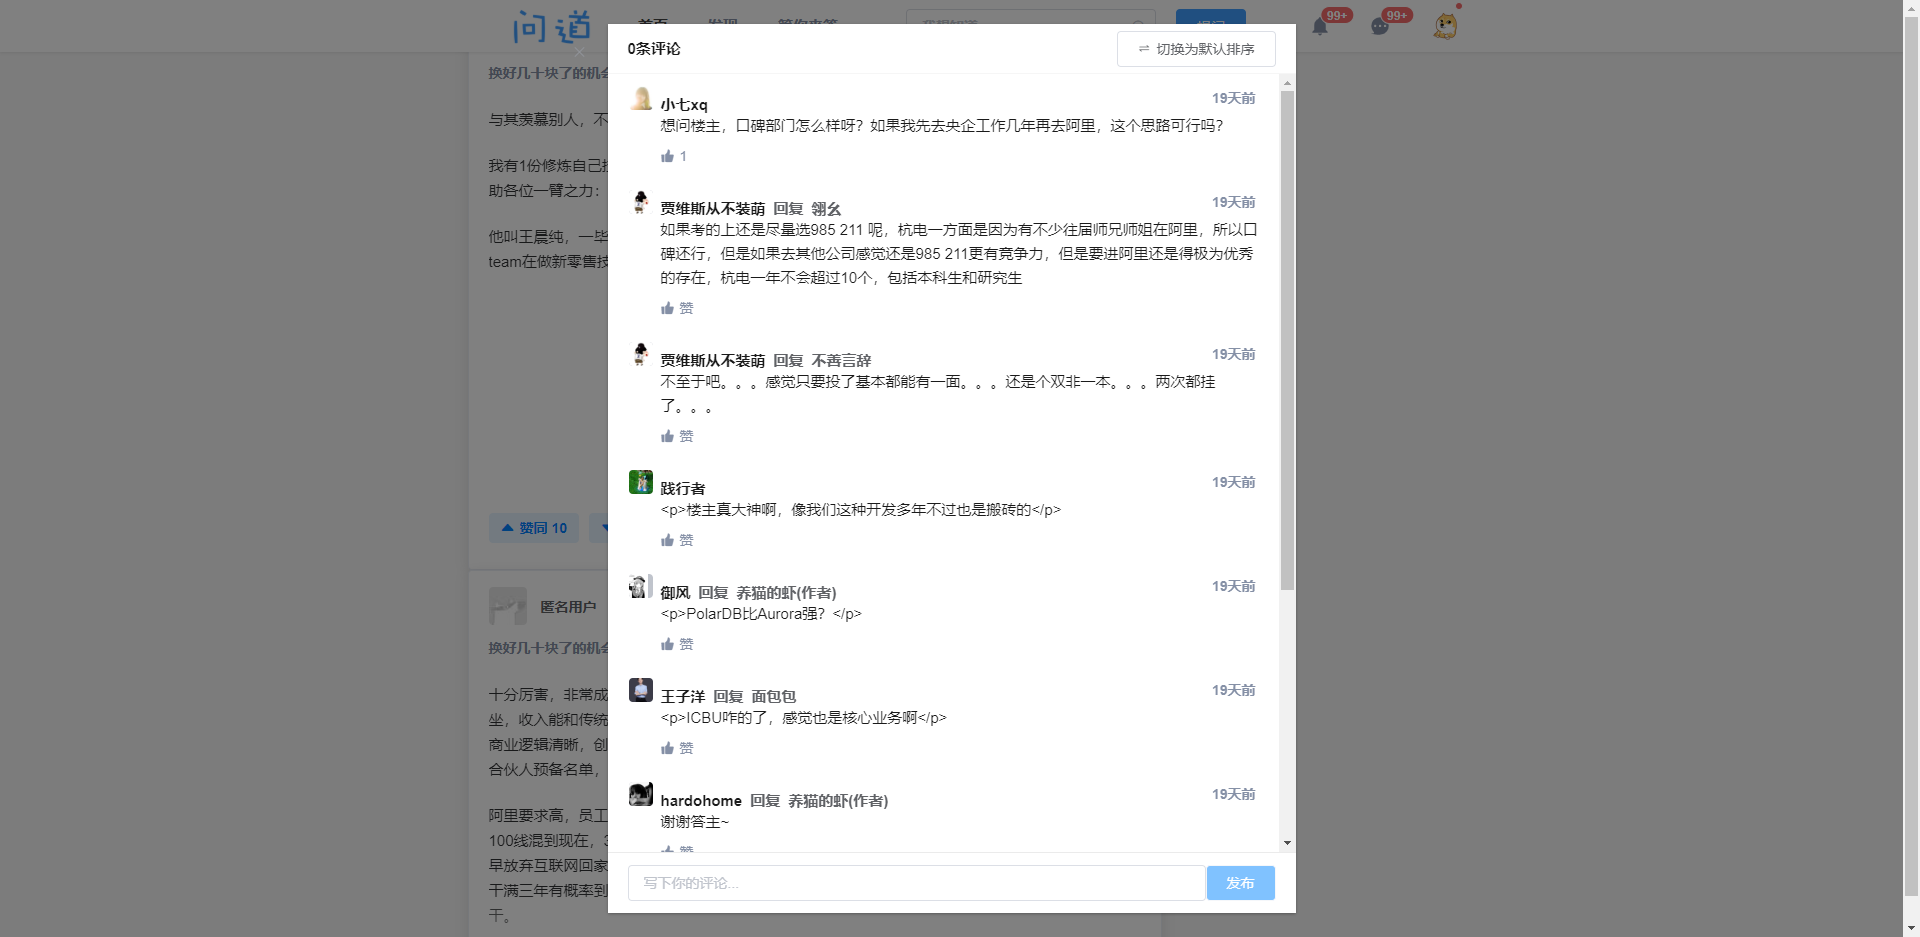 问道
首页
99+
99+
0条评论
切换为默认排序
换好几十块了的机会
与其羡慕别人，不
我有1份修炼自己
助各位一臂之力：
他叫王晨纯，一毕
team在做新零售技
赞同 10
匿名用户
换好几十块了的机会
十分厉害，非常成
坐，收入能和传统
商业逻辑清晰，创
合伙人预备名单，
阿里要求高，员工
100线混到现在，3
早放弃互联网回家
干满三年有概率到
干。
小七xq
19天前
想问楼主，口碑部门怎么样呀？如果我先去央企工作几年再去阿里，这个思路可行吗？
1
贾维斯从不装萌 回复 翎幺
19天前
如果考的上还是尽量选985 211 呢，杭电一方面是因为有不少往届师兄师姐在阿里，所以口
碑还行，但是如果去其他公司感觉还是985 211更有竞争力，但是要进阿里还是得极为优秀
的存在，杭电一年不会超过10个，包括本科生和研究生
赞
贾维斯从不装萌 回复 不善言辞
19天前
不至于吧。。。感觉只要投了基本都能有一面。。。还是个双非一本。。。两次都挂
了。。。
赞
践行者
19天前
<p>楼主真大神啊，像我们这种开发多年不过也是搬砖的</p>
赞
御风 回复 养猫的虾(作者)
19天前
<p>PolarDB比Aurora强？</p>
赞
王子洋 回复 面包包
19天前
<p>ICBU咋的了，感觉也是核心业务啊</p>
赞
hardohome 回复 养猫的虾(作者)
19天前
谢谢答主~
赞
写下你的评论...
发布